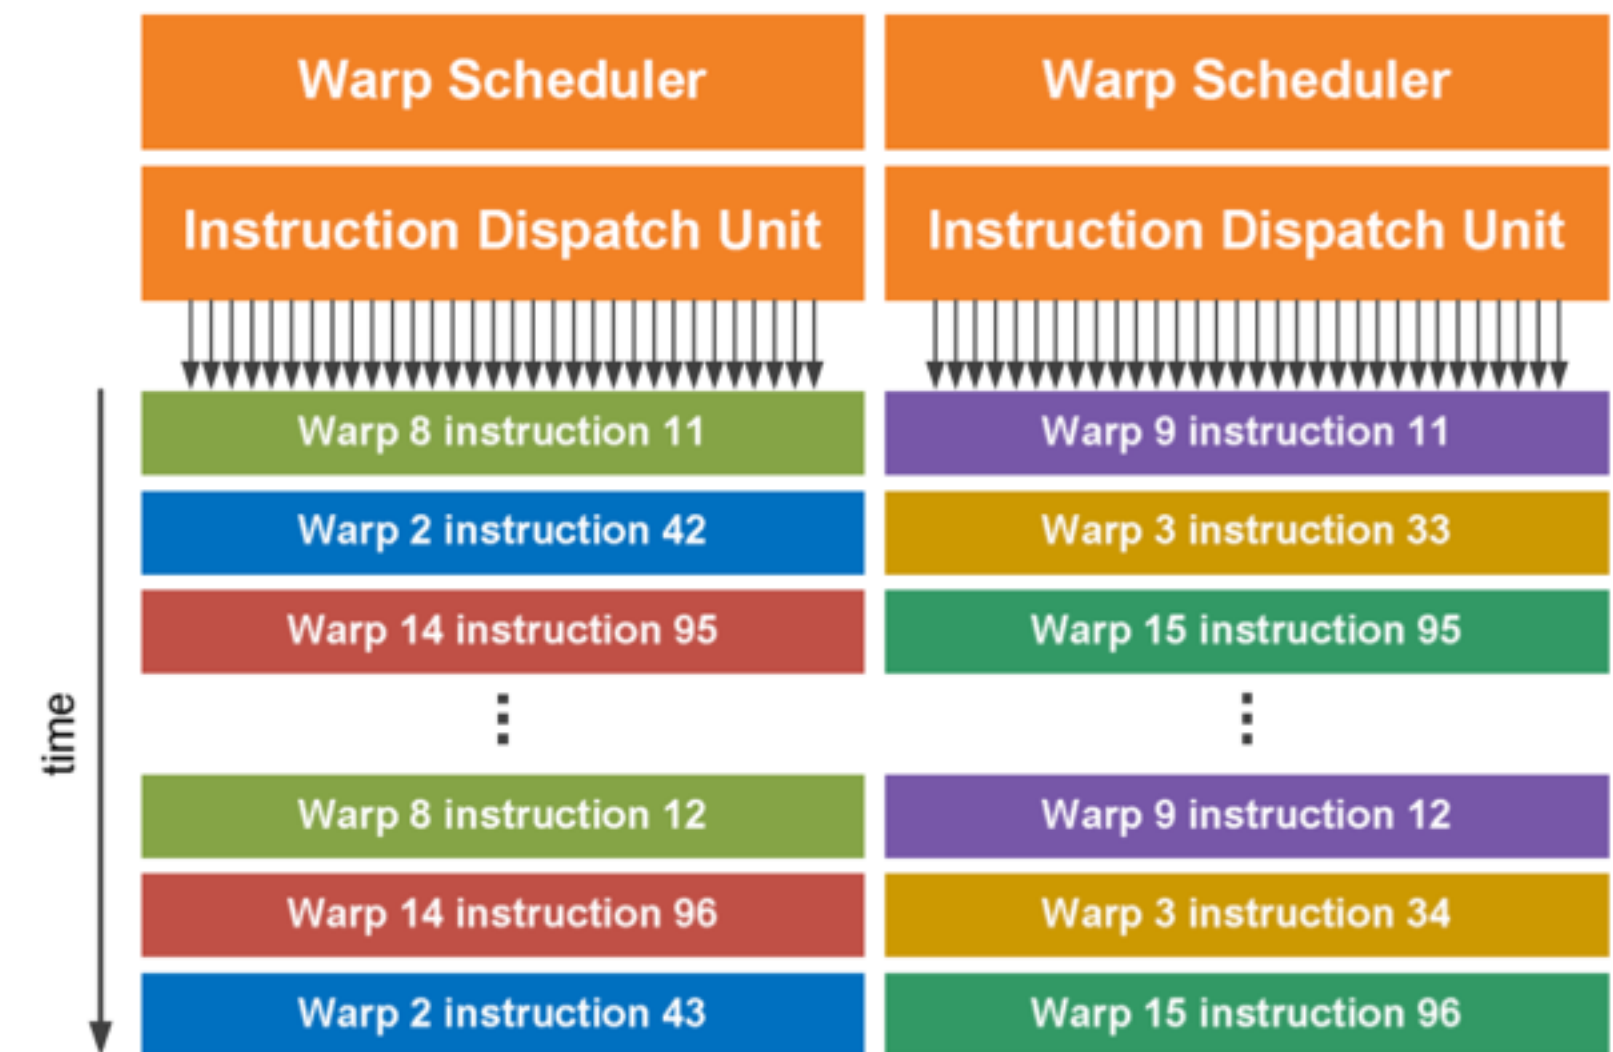 Warp Scheduler
Warp Scheduler
Instruction Dispatch Unit
Instruction Dispatch Unit
Warp 8 instruction 11
Warp 9 instruction 11
Warp 2 instruction 42
Warp 3 instruction 33
Warp 14 instruction 95
Warp 15 instruction 95
time
Warp 8 instruction 12
Warp 9 instruction 12
Warp 14 instruction 96
Warp 3 instruction 34
Warp 2 instruction 43
Warp 15 instruction 96